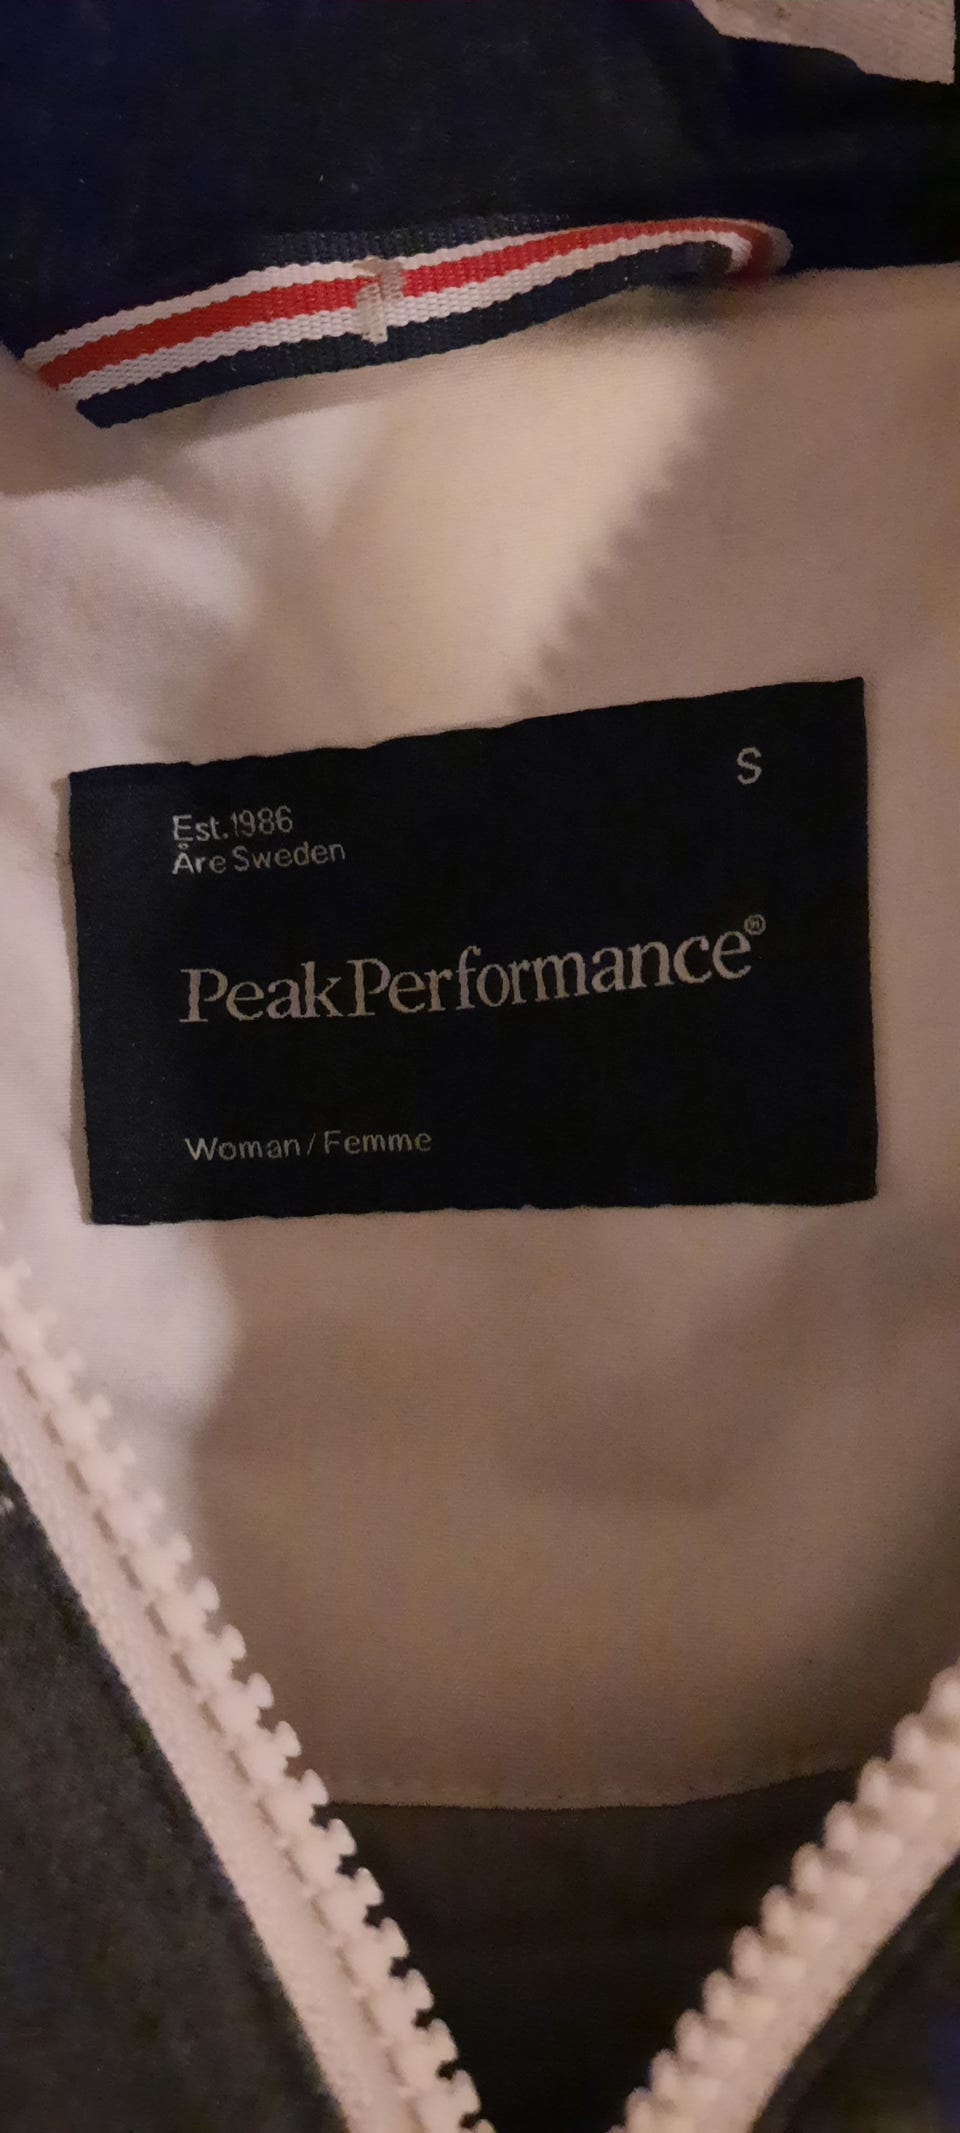 S
Est.1986
Åre Sweden
PeakPerformance®
Woman/Femme